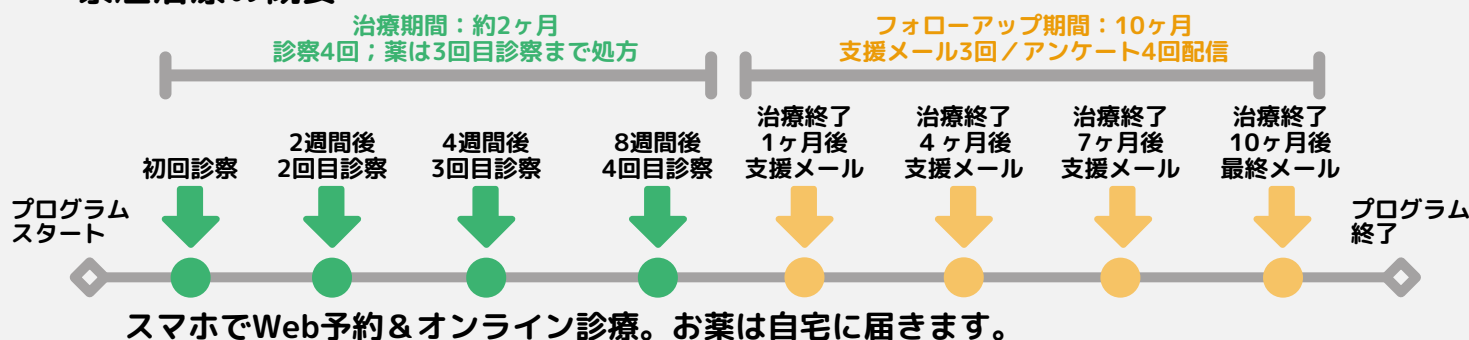 治療期間：約2ヶ月
診察4回；薬は3回目診察まで処方
フォローアップ期間：10ヶ月
支援メール3回／アンケート4回配信
プログラム
スタート
初回診察
2週間後
2回目診察
4週間後
3回目診察
8週間後
4回目診察
治療終了
1ヶ月後
支援メール
治療終了
４ヶ月後
支援メール
治療終了
7ヶ月後
支援メール
治療終了
10ヶ月後
最終メール
プログラム
終了
スマホでWeb予約＆オンライン診療。お薬は自宅に届きます。